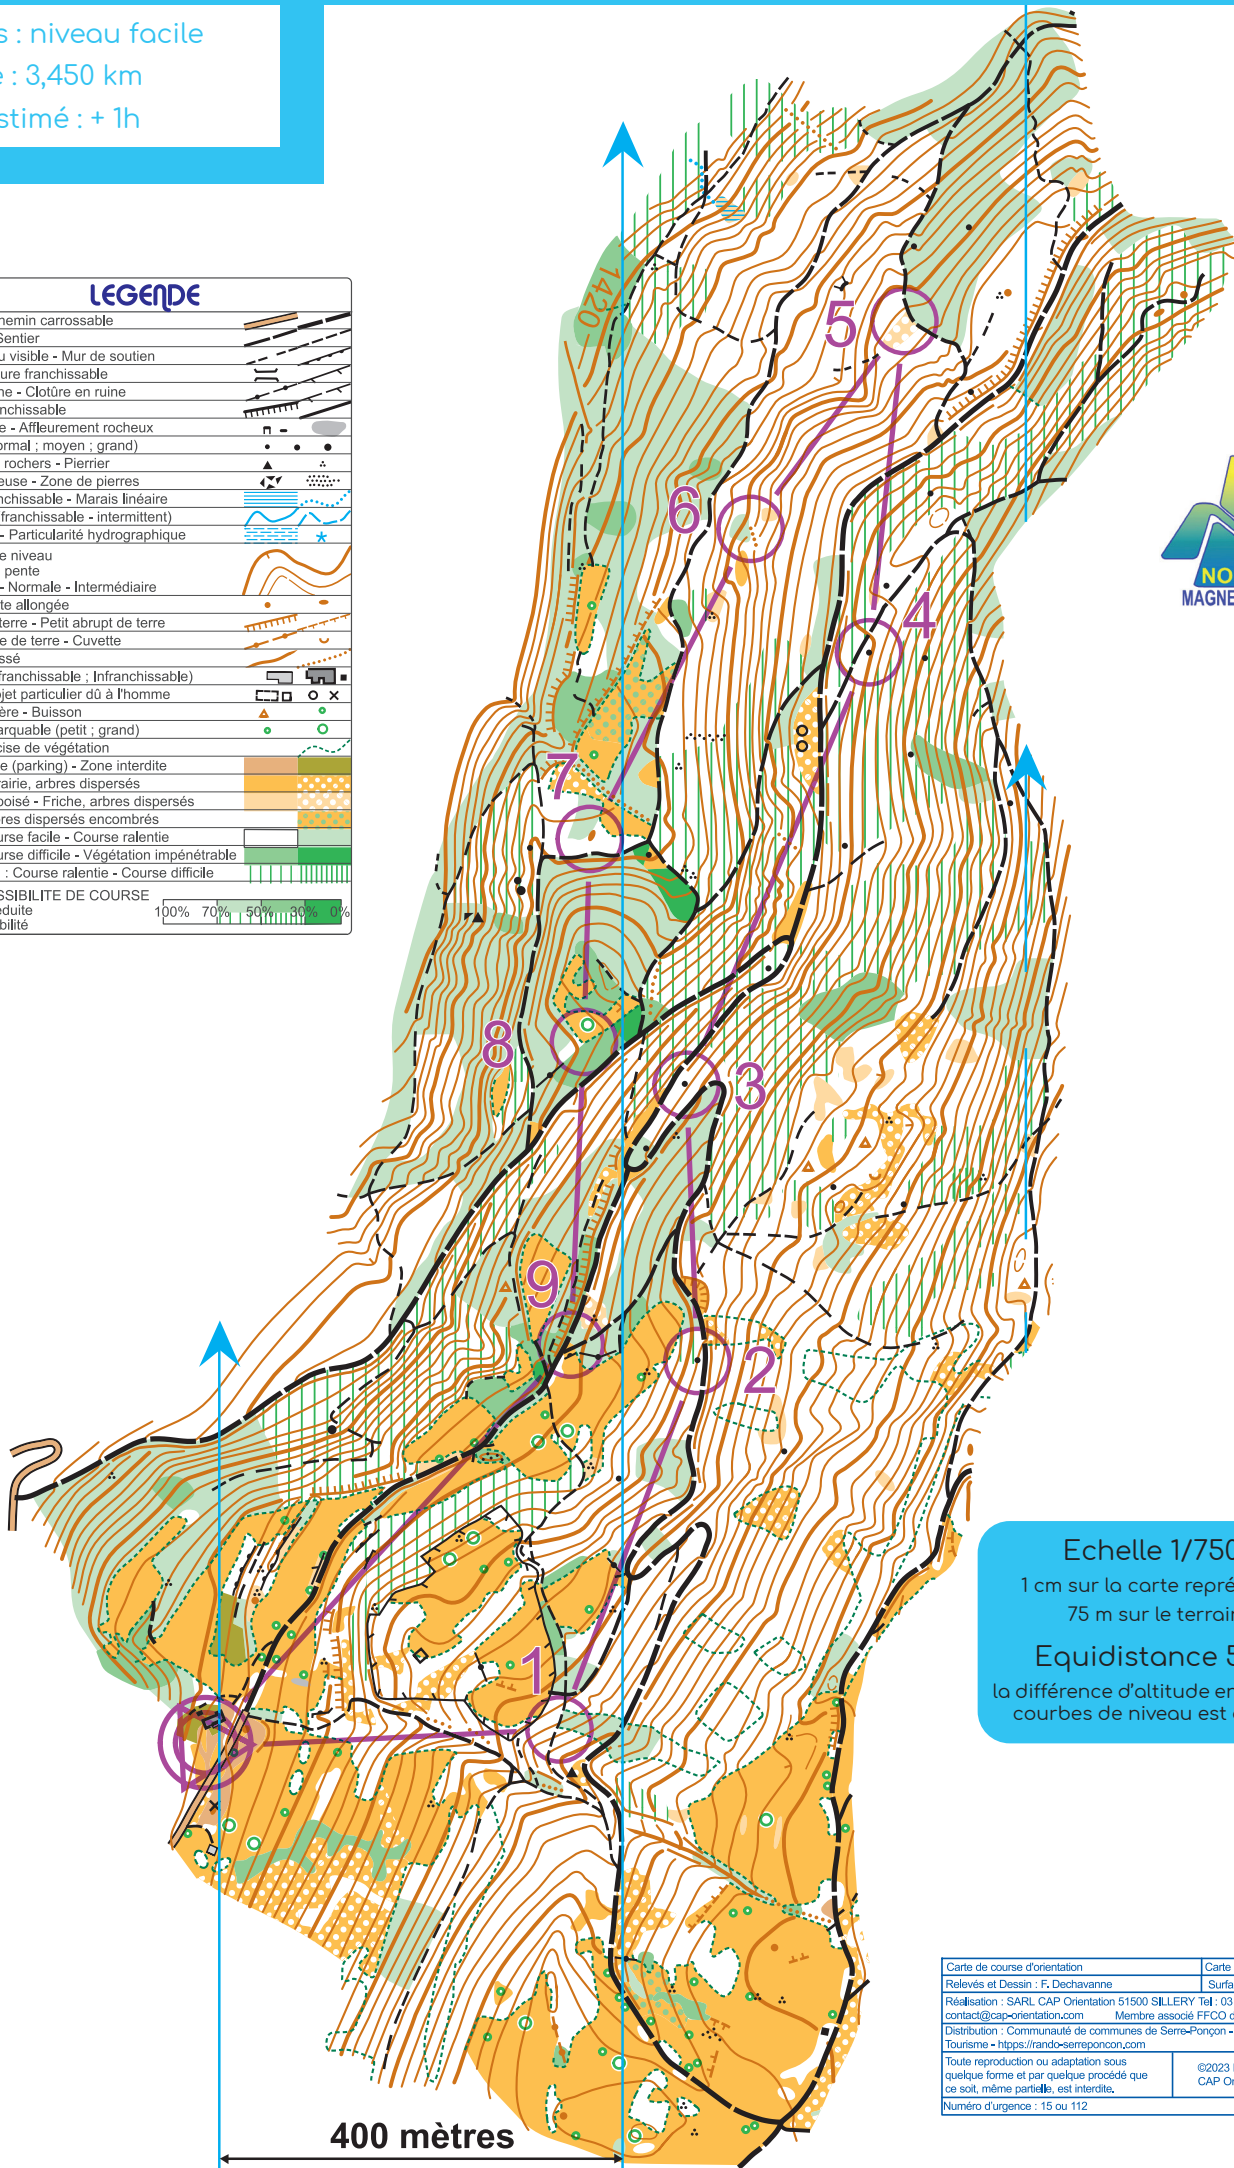 s : niveau facile
e : 3,450 km
stimé : + 1h
LEGENDE
hemin carrossable
Sentier
u visible - Mur de soutien
ure franchissable
ne - Clotûre en ruine
nchissable
e - Affleurement rocheux
ormal ; moyen ; grand)
rochers - Pierrier
euse - Zone de pierres
nchissable - Marais linéaire
franchissable - intermittent)
- Particularité hydrographique
e niveau
pente
- Normale - Intermédiaire
te allongée
terre - Petit abrupt de terre
e de terre - Cuvette
ssé
franchissable ; Infranchissable)
jet particulier dû à l'homme
ère - Buisson
arquable (petit ; grand)
cise de végétation
e (parking) - Zone interdite
rairie, arbres dispersés
boisé - Friche, arbres dispersés
res dispersés encombrés
urse facile - Course ralentie
urse difficile - Végétation impénétrable
: Course ralentie - Course difficile
SSIBILITE DE COURSE
éduite
bilité
100% 70% 50% 30% 0%
1420
5
6
4
7
8
3
9
2
1
NO
MAGNE
Echelle 1/750
1 cm sur la carte repré
75 m sur le terrain
Equidistance 5
la différence d'altitude en
courbes de niveau est
400 mètres
Carte de course d'orientation
Carte
Relevés et Dessin : F. Dechavanne
Surfa
Réalisation : SARL CAP Orientation 51500 SILLERY Tel : 03
contact@cap-orientation.com Membre associé FFCO d
Distribution : Communauté de communes de Serre-Ponçon -
Tourisme - htpps://rando-serreponcon.com
Toute reproduction ou adaptation sous
quelque forme et par quelque procédé que
ce soit, même partielle, est interdite.
©2023
CAP Or
Numéro d'urgence : 15 ou 112